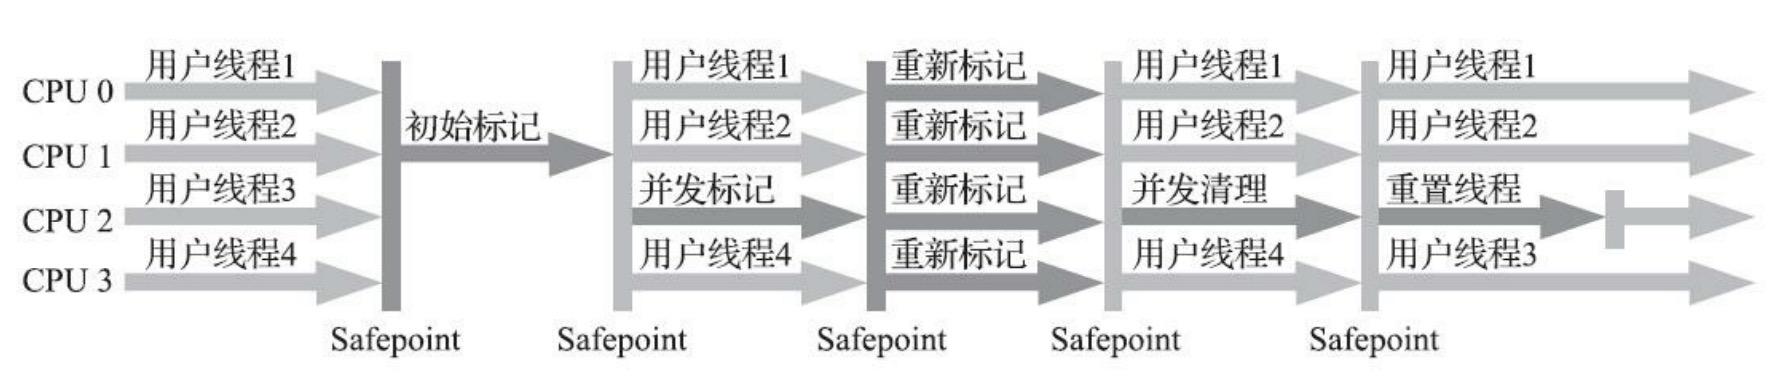 用户线程1 用户线程1 重新标记 用户线程1 用户线程1
CPU 0
用户线程2 初始标记 用户线程2 重新标记 用户线程2 用户线程2
CPU 1
用户线程3 并发标记 重新标记 并发清理 重置线程
CPU 2
用户线程4 用户线程4 重新标记 用户线程4 用户线程3
CPU 3
Safepoint Safepoint Safepoint Safepoint Safepoint